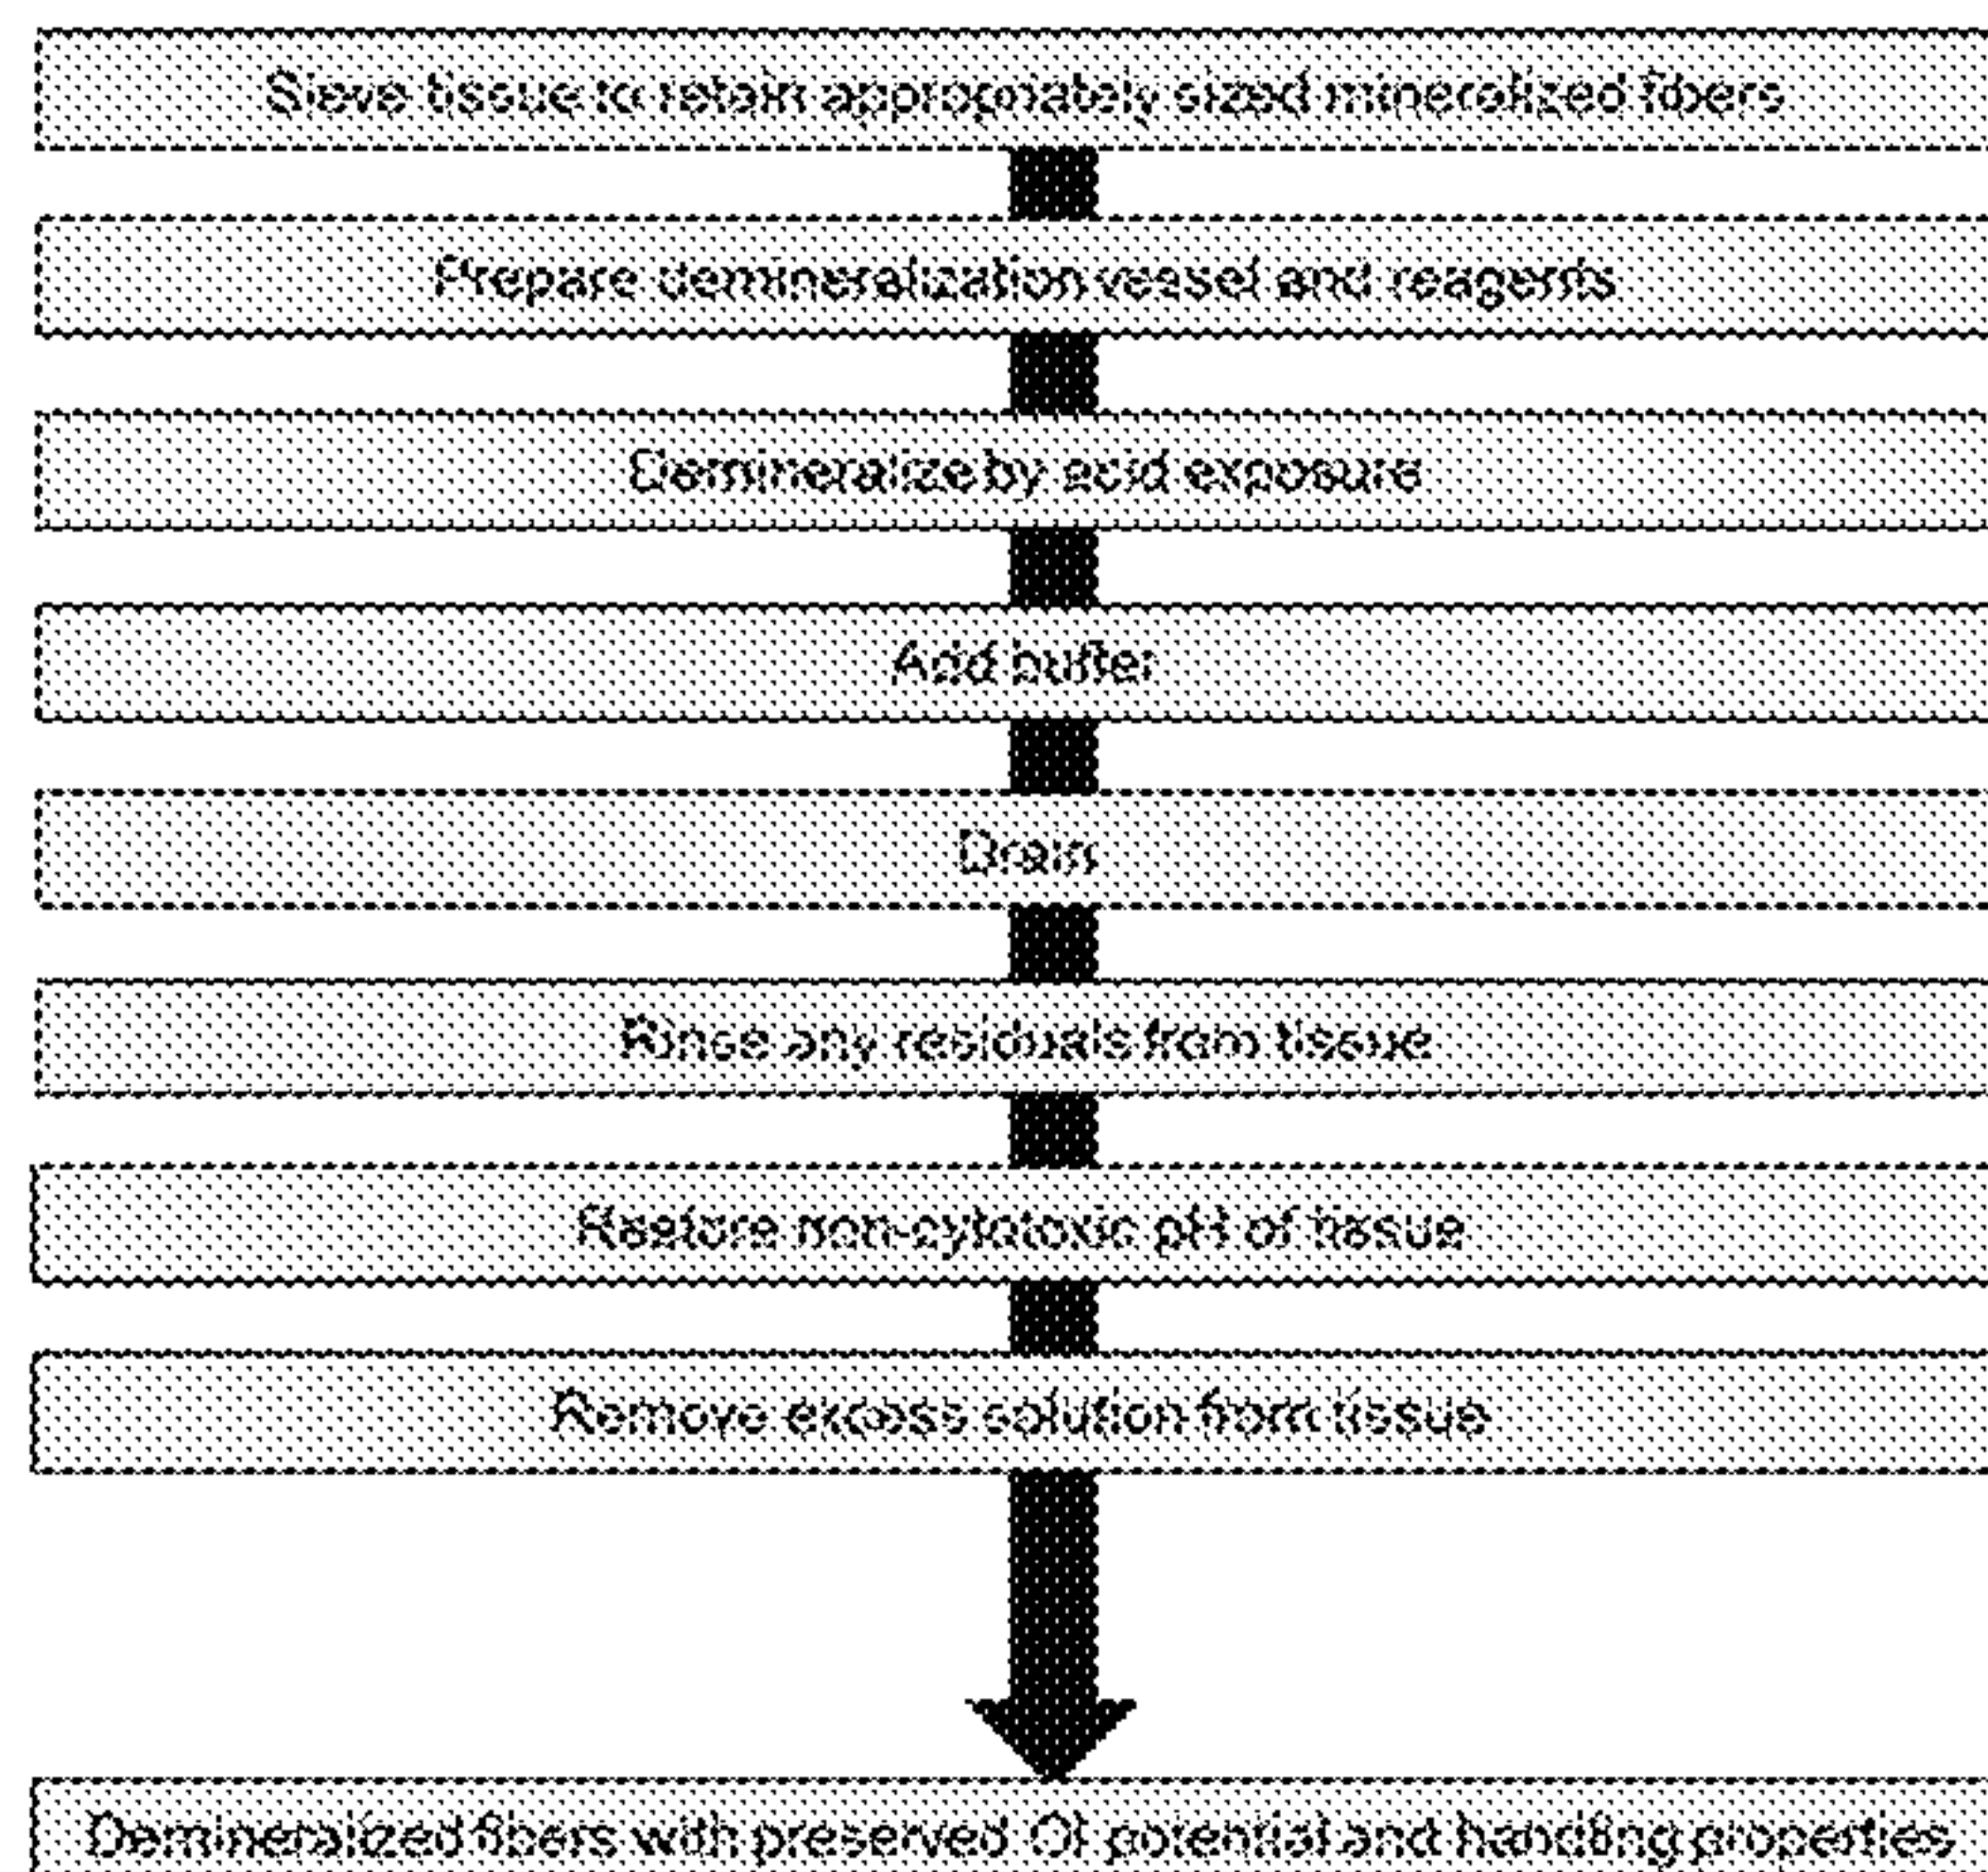 Sieve tissue to retain appropriately sized mineralized fibers
Prepare demineralization vessel and reagents
Demineralize by acid exposure
Add buffer
Drain
Rinse any residuals from tissue
Restore non-cytotoxic pH of tissue
Remove excess solution from tissue
Demineralized fibers with preserved OI potential and handling properties